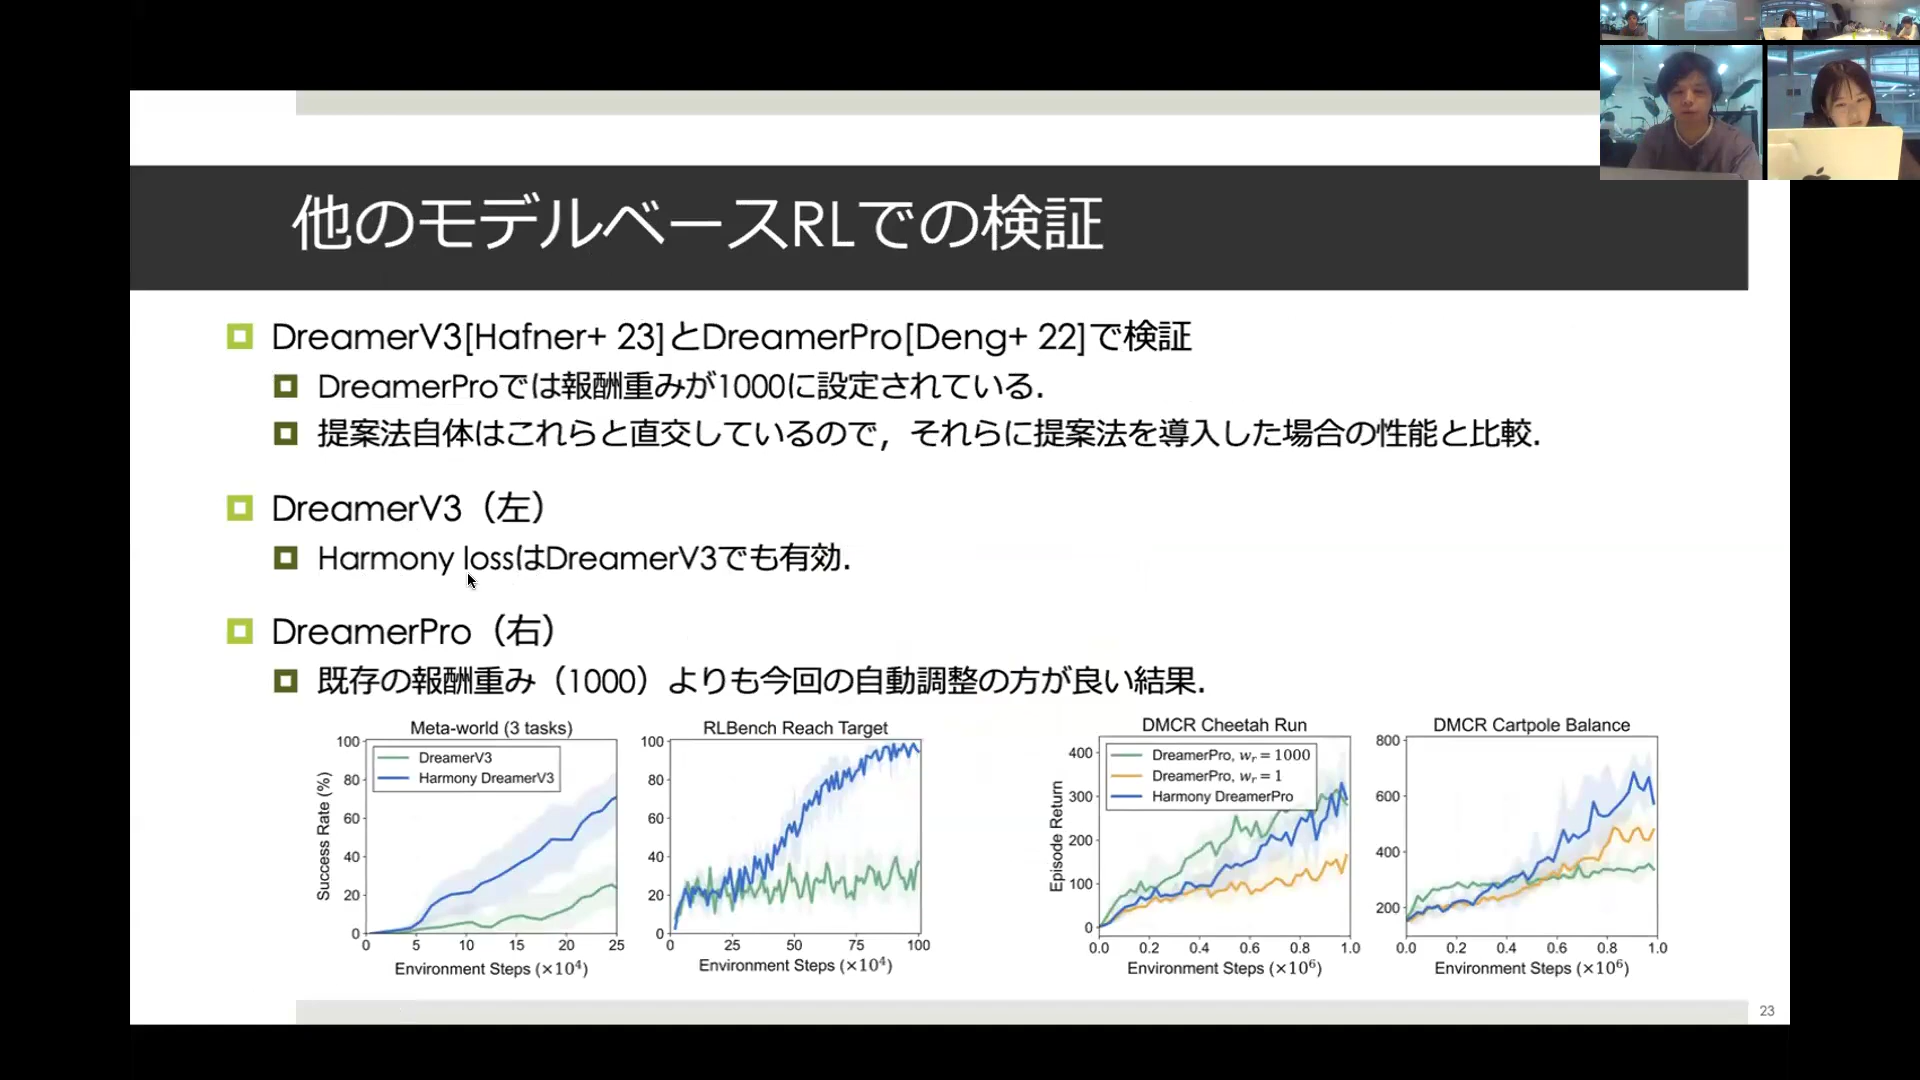 他のモデルベースRLでの検証
DreamerV3[Hafner+ 23]とDreamerPro[Deng+ 22]で検証
DreamerProでは報酬重みが1000に設定されている.
提案法自体はこれらと直交しているので，それらに提案法を導入した場合の性能と比較.
DreamerV3（左）
Harmony lossはDreamerV3でも有効.
DreamerPro（右）
既存の報酬重み（1000）よりも今回の自動調整の方が良い結果.
Meta-world (3 tasks)
DreamerV3
Harmony DreamerV3
Success Rate (%)
100
80
60
40
20
0
0 5 10 15 20 25
Environment Steps (×10⁴)
RLBench Reach Target
100
80
60
40
20
0
0 25 50 75 100
Environment Steps (×10⁴)
DMCR Cheetah Run
DreamerPro, wᵣ = 1000
DreamerPro, wᵣ = 1
Harmony DreamerPro
Episode Return
400
300
200
100
0
0.0 0.2 0.4 0.6 0.8 1.0
Environment Steps (×10⁶)
DMCR Cartpole Balance
800
600
400
200
0.0 0.2 0.4 0.6 0.8 1.0
Environment Steps (×10⁶)
23